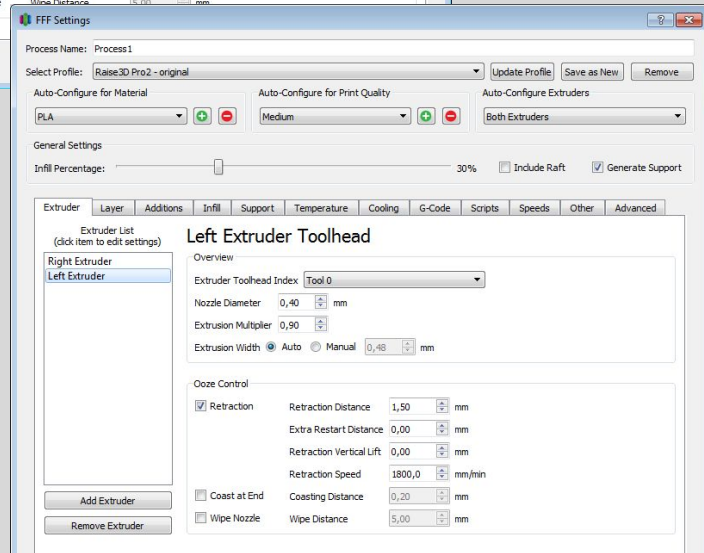 Wipe Distance 5,00 mm
FFF Settings
Process Name: Process1
Select Profile: Raise3D Pro2 - original Update Profile Save as New Remove
Auto-Configure for Material Auto-Configure for Print Quality Auto-Configure Extruders
PLA Medium Both Extruders
General Settings
Infill Percentage: 30% Include Raft Generate Support
Extruder Layer Additions Infill Support Temperature Cooling G-Code Scripts Speeds Other Advanced
Extruder List
(click item to edit settings)
Right Extruder
Left Extruder
Add Extruder
Remove Extruder
Left Extruder Toolhead
Overview
Extruder Toolhead Index Tool 0
Nozzle Diameter 0,40 mm
Extrusion Multiplier 0,90
Extrusion Width Auto Manual 0,48 mm
Ooze Control
Retraction Retraction Distance 1,50 mm
Extra Restart Distance 0,00 mm
Retraction Vertical Lift 0,00 mm
Retraction Speed 1800,0 mm/min
Coast at End Coasting Distance 0,20 mm
Wipe Nozzle Wipe Distance 5,00 mm